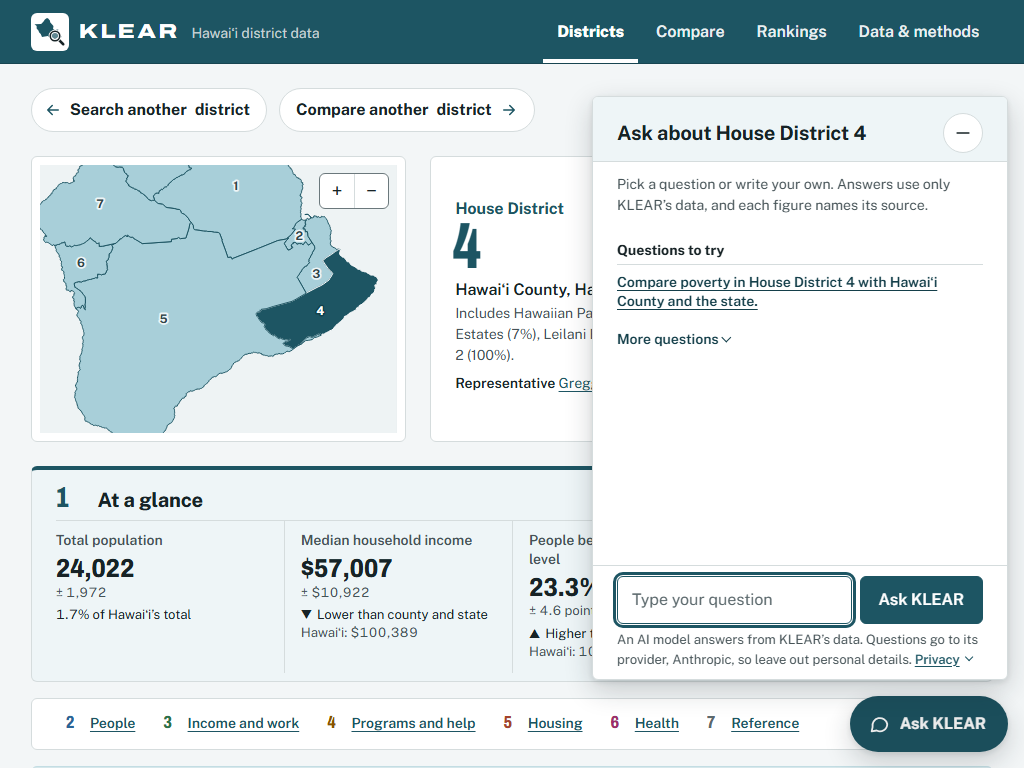 KLEAR
Hawaiʻi district data
Districts
Compare
Rankings
Data & methods
← Search another district
Compare another district →
1
7
2
6
3
4
5
+
−
House District
4
Hawaiʻi County, Ha
Includes Hawaiian Pa
Estates (7%), Leilani
2 (100%).
Representative Greg
1 At a glance
Total population
24,022
± 1,972
1.7% of Hawaiʻi’s total
Median household income
$57,007
± $10,922
▼ Lower than county and state
Hawaiʻi: $100,389
People be
level
23.3%
± 4.6 poin
▲ Higher t
Hawaiʻi: 10
2 People
3 Income and work
4 Programs and help
5 Housing
6 Health
7 Reference
Ask about House District 4
Pick a question or write your own. Answers use only
KLEAR’s data, and each figure names its source.
Questions to try
Compare poverty in House District 4 with Hawaiʻi
County and the state.
More questions
Type your question
Ask KLEAR
An AI model answers from KLEAR’s data. Questions go to its
provider, Anthropic, so leave out personal details. Privacy
Ask KLEAR